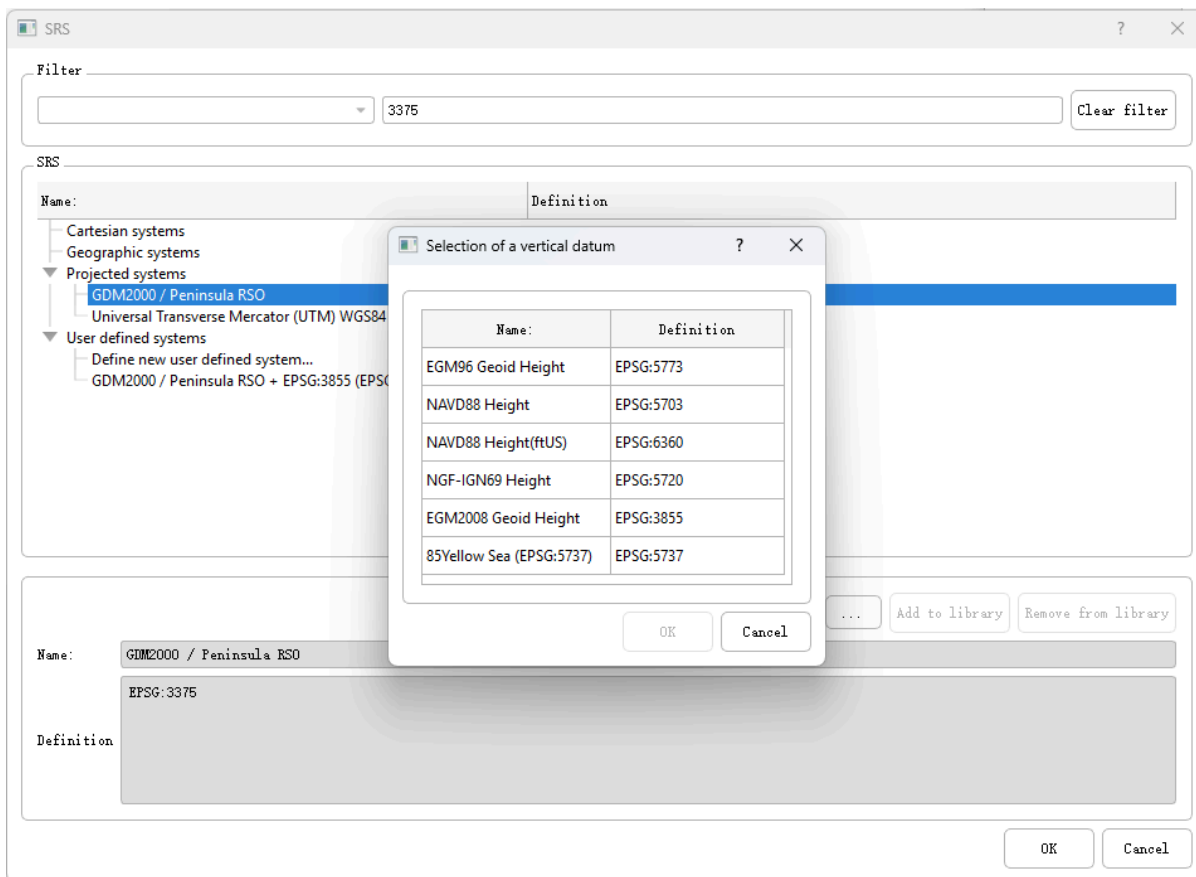 SRS
?
Filter
3375
Clear filter
SRS
Name:
Definition
Cartesian systems
Geographic systems
Projected systems
GDM2000 / Peninsula RSO
Universal Transverse Mercator (UTM) WGS84
User defined systems
Define new user defined system...
GDM2000 / Peninsula RSO + EPSG:3855 (EPSG
Selection of a vertical datum
?
Name: Definition
EGM96 Geoid Height EPSG:5773
NAVD88 Height EPSG:5703
NAVD88 Height(ftUS) EPSG:6360
NGF-IGN69 Height EPSG:5720
EGM2008 Geoid Height EPSG:3855
85Yellow Sea (EPSG:5737) EPSG:5737
OK Cancel
... Add to library Remove from library
Name: GDM2000 / Peninsula RSO
EPSG:3375
Definition
OK Cancel